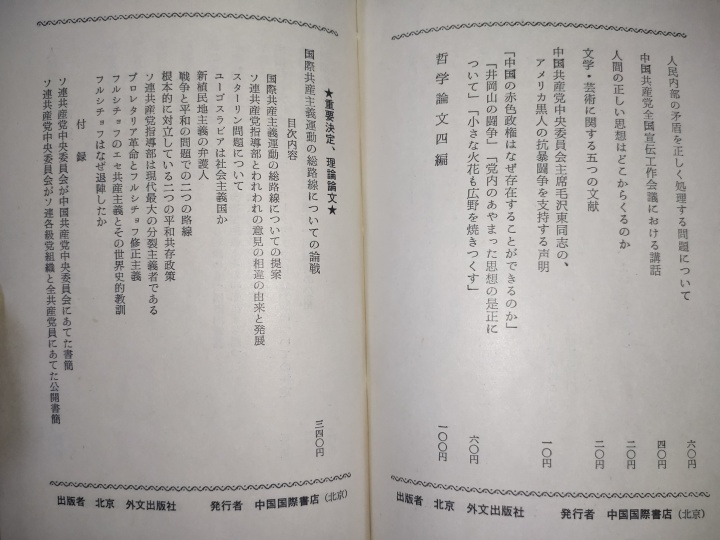 人民内部の矛盾を正しく処理する問題について 六〇円
中国共産党全国宣伝工作会議における講話 四〇円
人間の正しい思想はどこからくるのか 二〇円
文学・芸術に関する五つの文献 二〇円
中国共産党中央委員会主席毛沢東同志の、
アメリカ黒人の抗暴闘争を支持する声明 一〇円
「中国の赤色政権はなぜ存在することができるのか」
「井岡山の闘争」「党内のあやまった思想の是正に
ついて」「小さな火花も広野を焼きつくす」 六〇円
哲学論文四編 一〇〇円
出版者 北京 外文出版社 発行者 中国国際書店(北京)
★重要決定、理論論文★
国際共産主義運動の総路線についての論戦 三四〇円
目次内容
国際共産主義運動の総路線についての提案
ソ連共産党指導部とわれわれの意見の相違の由来と発展
スターリン問題について
ユーゴスラビアは社会主義国か
新植民地主義の弁護人
戦争と平和の問題での二つの路線
根本的に対立している二つの平和共存政策
ソ連共産党指導部は現代最大の分裂主義者である
プロレタリア革命とフルシチョフ修正主義
フルシチョフのエセ共産主義とその世界史的教訓
フルシチョフはなぜ退陣したか
付録
ソ連共産党中央委員会が中国共産党中央委員会にあてた書簡
ソ連共産党中央委員会がソ連各級党組織と全共産党員にあてた公開書簡
出版者 北京 外文出版社 発行者 中国国際書店(北京)